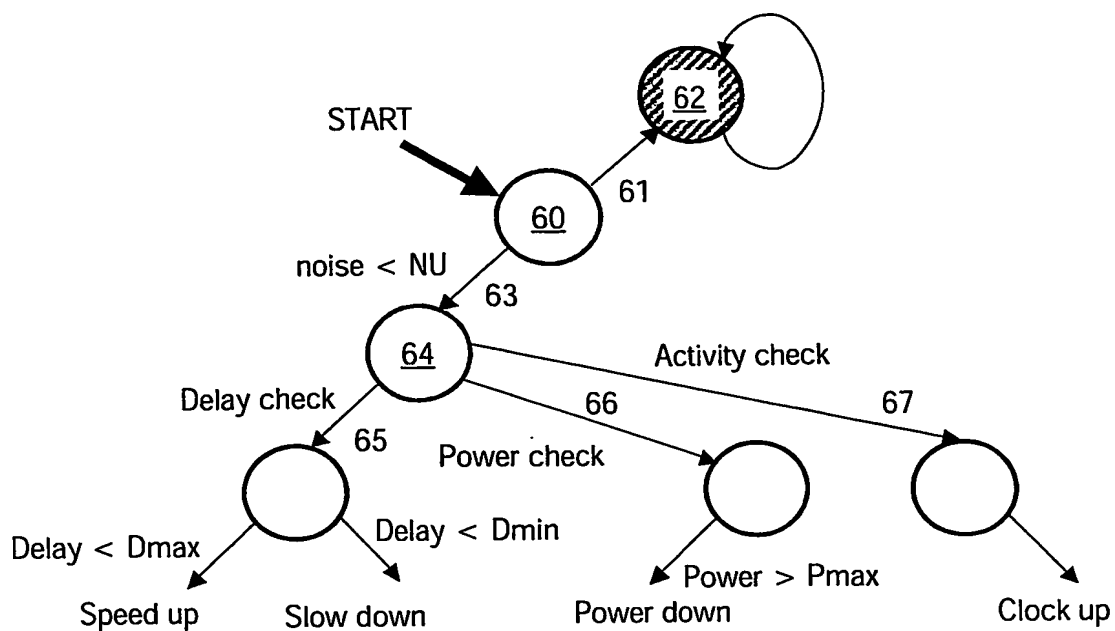 62
START
61
60
noise < NU
63
64
Activity check
Delay check
66
67
65
Power check
Delay < Dmax
Delay < Dmin
Power > Pmax
Speed up
Slow down
Power down
Clock up